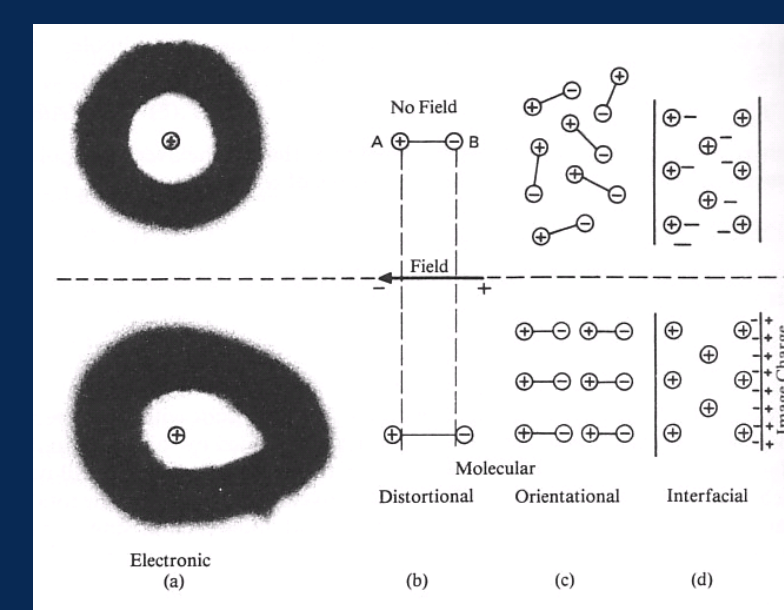 No Field
A + − B
Field
− +
Image Charge
Molecular
Distortional Orientational Interfacial
Electronic
(a) (b) (c) (d)